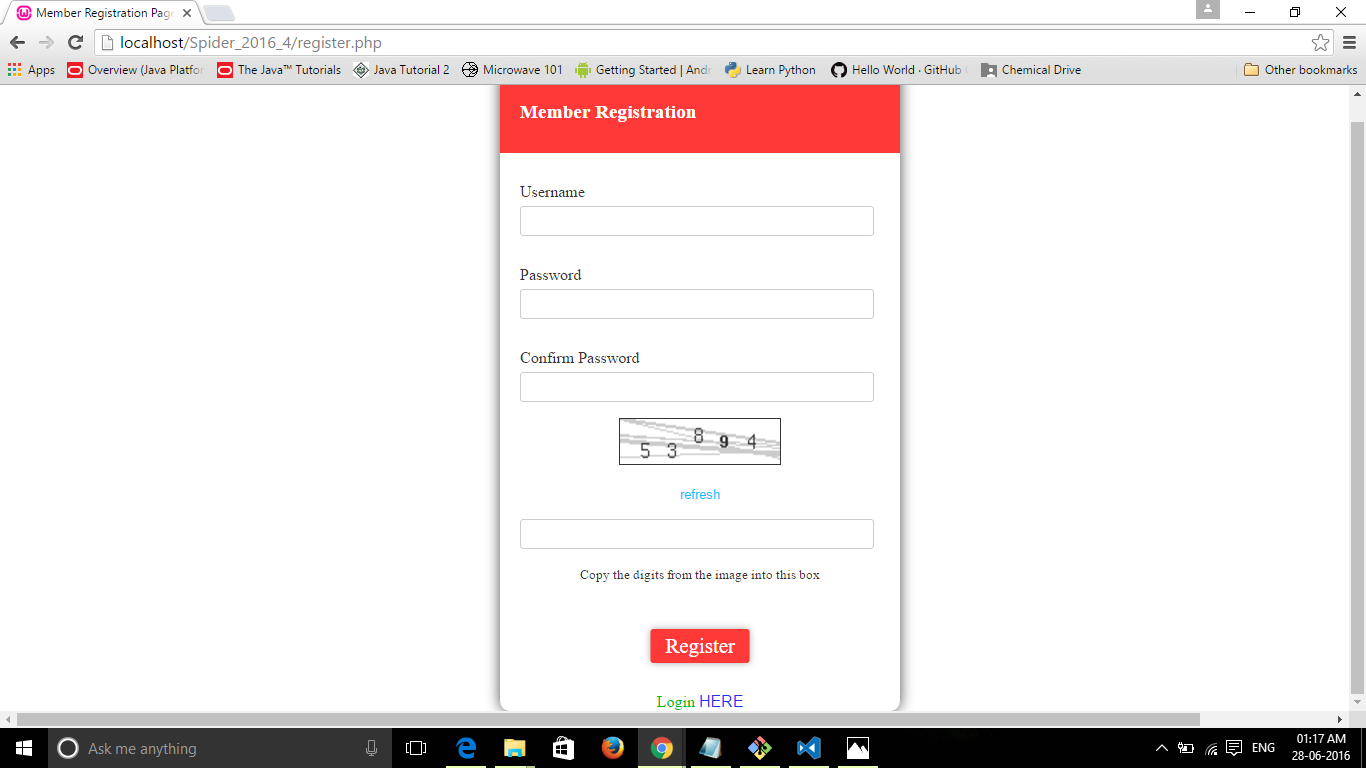 Member Registration Pag
localhost/Spider_2016_4/register.php
Apps Overview (Java Platfor The Java™ Tutorials Java Tutorial 2 Microwave 101 Getting Started | Andr Learn Python Hello World · GitHub Chemical Drive Other bookmarks
Member Registration
Username
Password
Confirm Password
5 3 8 9 4
refresh
Copy the digits from the image into this box
Register
Login HERE
Ask me anything
ENG
01:17 AM
28-06-2016